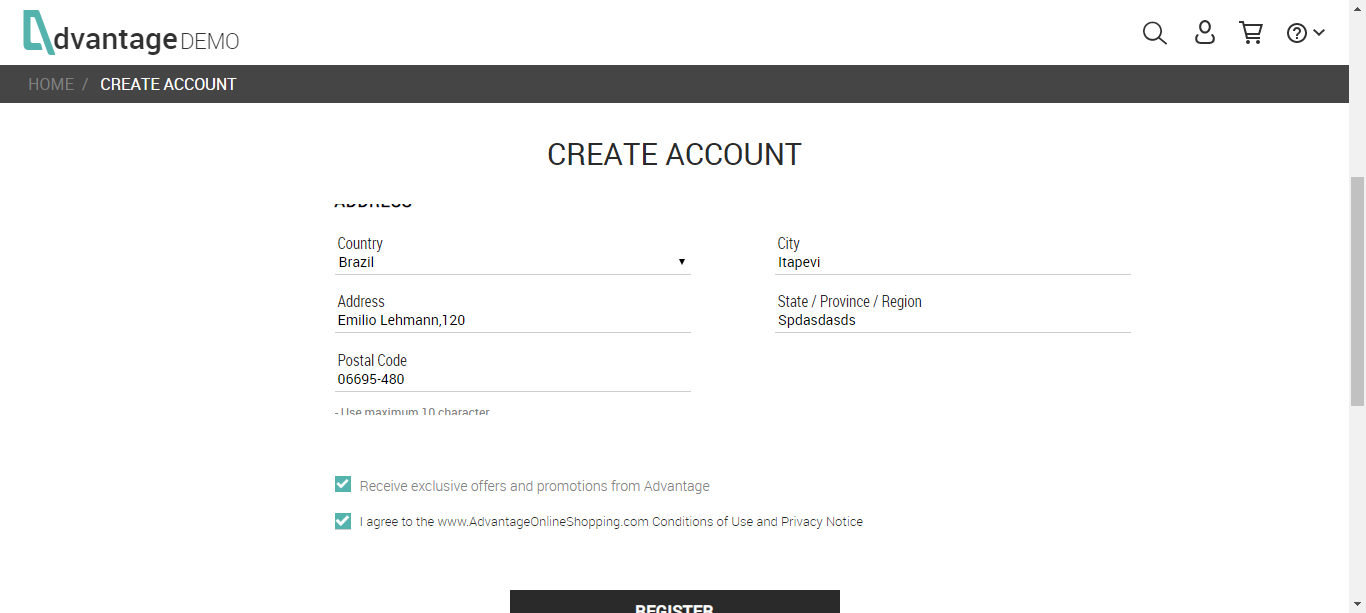 dvantage DEMO
HOME / CREATE ACCOUNT
CREATE ACCOUNT
ADDRESS
Country
Brazil
City
Itapevi
Address
Emilio Lehmann,120
State / Province / Region
Spdasdasds
Postal Code
06695-480
- Use maximum 10 character
Receive exclusive offers and promotions from Advantage
I agree to the www.AdvantageOnlineShopping.com Conditions of Use and Privacy Notice
REGISTER